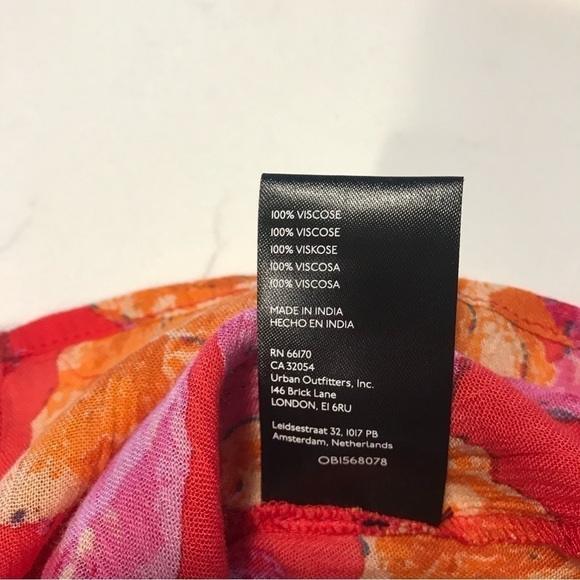 100% VISCOSE
100% VISCOSE
100% VISKOSE
100% VISCOSA
100% VISCOSA
MADE IN INDIA
HECHO EN INDIA
RN 66170
CA 32054
Urban Outfitters, Inc.
146 Brick Lane
LONDON, E1 6RU
Leidsestraat 32, 1017 PB
Amsterdam, Netherlands
OB1568078